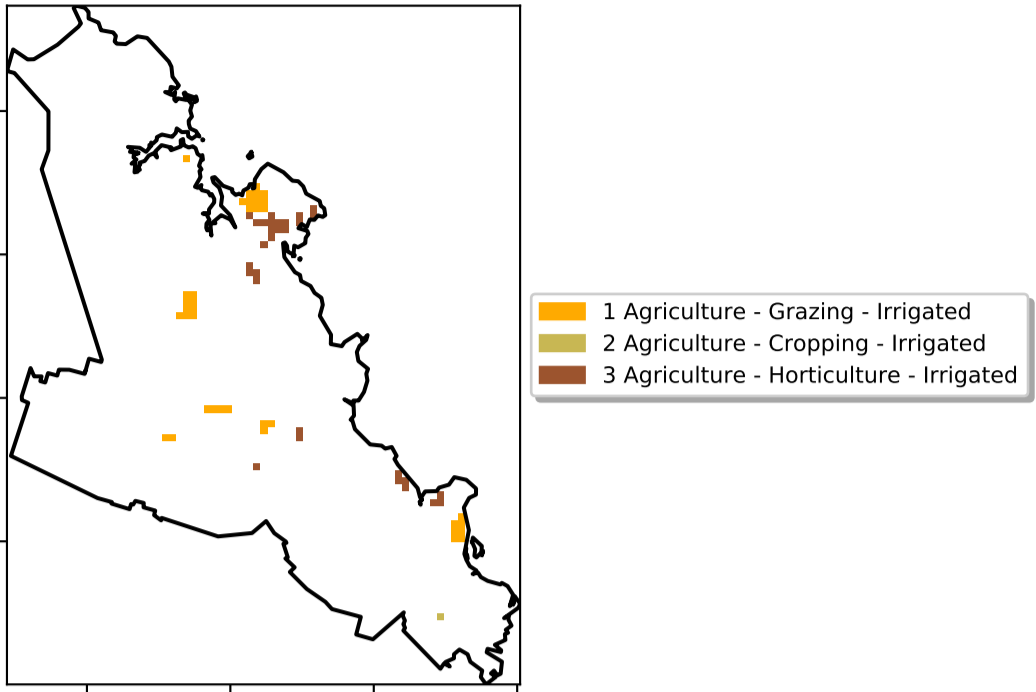 1 Agriculture - Grazing - Irrigated
2 Agriculture - Cropping - Irrigated
3 Agriculture - Horticulture - Irrigated